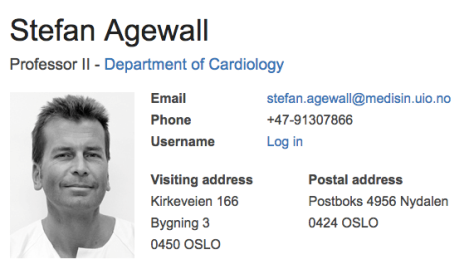 Stefan Agewall
Professor II - Department of Cardiology
Email stefan.agewall@medisin.uio.no
Phone +47-91307866
Username Log in
Visiting address
Kirkeveien 166
Bygning 3
0450 OSLO
Postal address
Postboks 4956 Nydalen
0424 OSLO